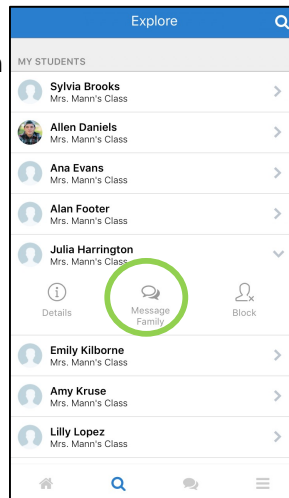 Explore
MY STUDENTS
Sylvia Brooks
Mrs. Mann's Class
Allen Daniels
Mrs. Mann's Class
Ana Evans
Mrs. Mann's Class
Alan Footer
Mrs. Mann's Class
Julia Harrington
Mrs. Mann's Class
Details
Message
Family
Block
Emily Kilborne
Mrs. Mann's Class
Amy Kruse
Mrs. Mann's Class
Lilly Lopez
Mrs. Mann's Class